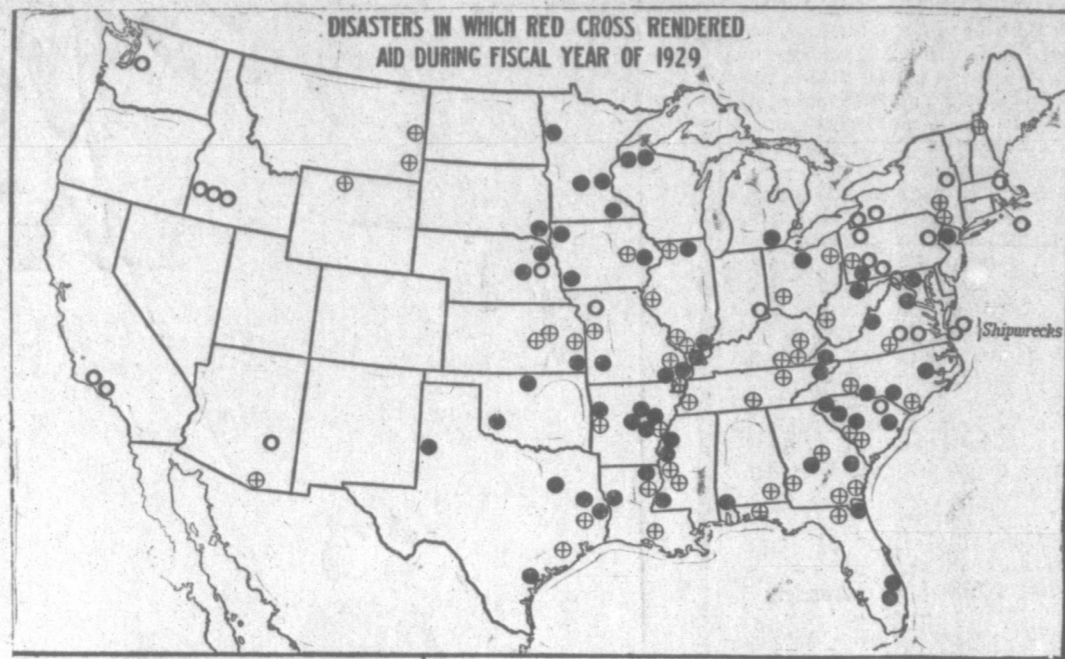 DISASTERS IN WHICH RED CROSS RENDERED
AID DURING FISCAL YEAR OF 1929
}Shipwrecks